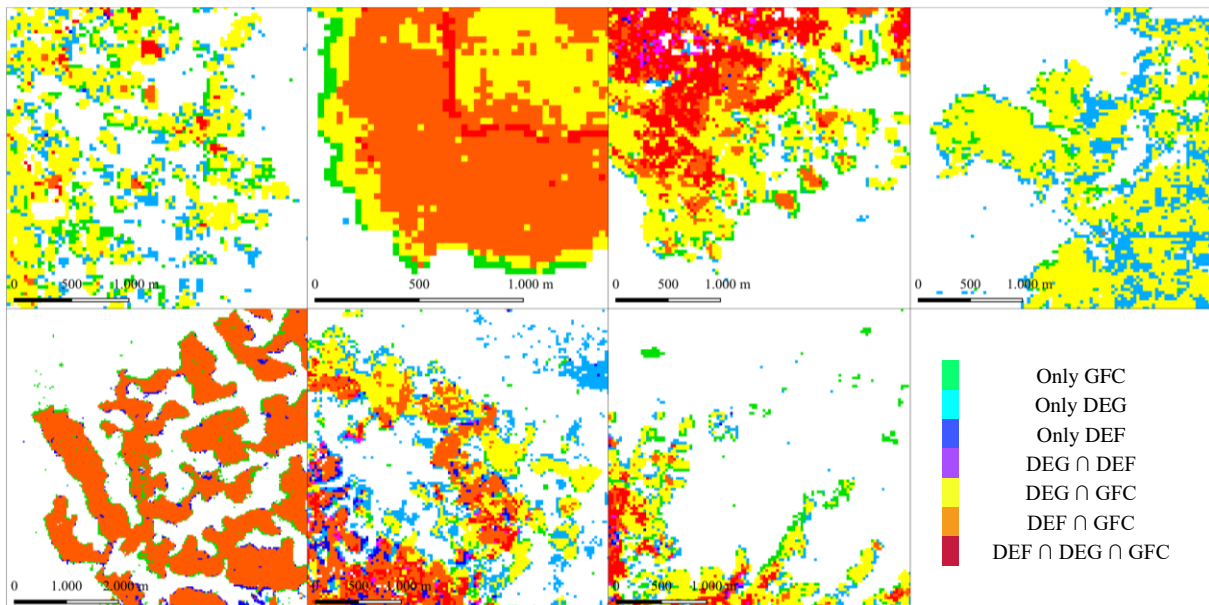 0 500 1.000 m
0 500 1.000 m
0 500 1.000 m
0 500 1.000 m
0 1.000 2.000 m
0 500 1.000 m
0 500 1.000 m
Only GFC
Only DEG
Only DEF
DEG ∩ DEF
DEG ∩ GFC
DEF ∩ GFC
DEF ∩ DEG ∩ GFC